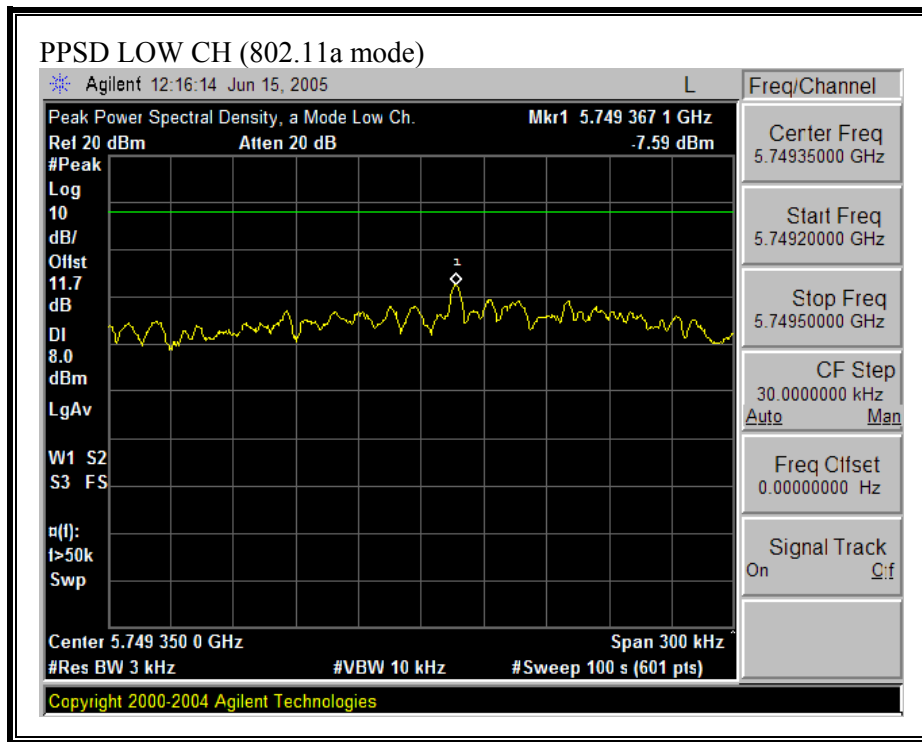 PPSD LOW CH (802.11a mode)
Agilent 12:16:14 Jun 15, 2005 L
Peak Power Spectral Density, a Mode Low Ch. Mkr1 5.749 367 1 GHz
Ref 20 dBm Atten 20 dB -7.59 dBm
#Peak
Log
10
dB/
Offst
11.7
dB
DI
8.0
dBm
LgAv
W1 S2
S3 FS
¤(f):
f>50k
Swp
1
Center 5.749 350 0 GHz Span 300 kHz
#Res BW 3 kHz #VBW 10 kHz #Sweep 100 s (601 pts)
Copyright 2000-2004 Agilent Technologies
Freq/Channel
Center Freq
5.74935000 GHz
Start Freq
5.74920000 GHz
Stop Freq
5.74950000 GHz
CF Step
30.0000000 kHz
Auto Man
Freq Offset
0.00000000 Hz
Signal Track
On Off